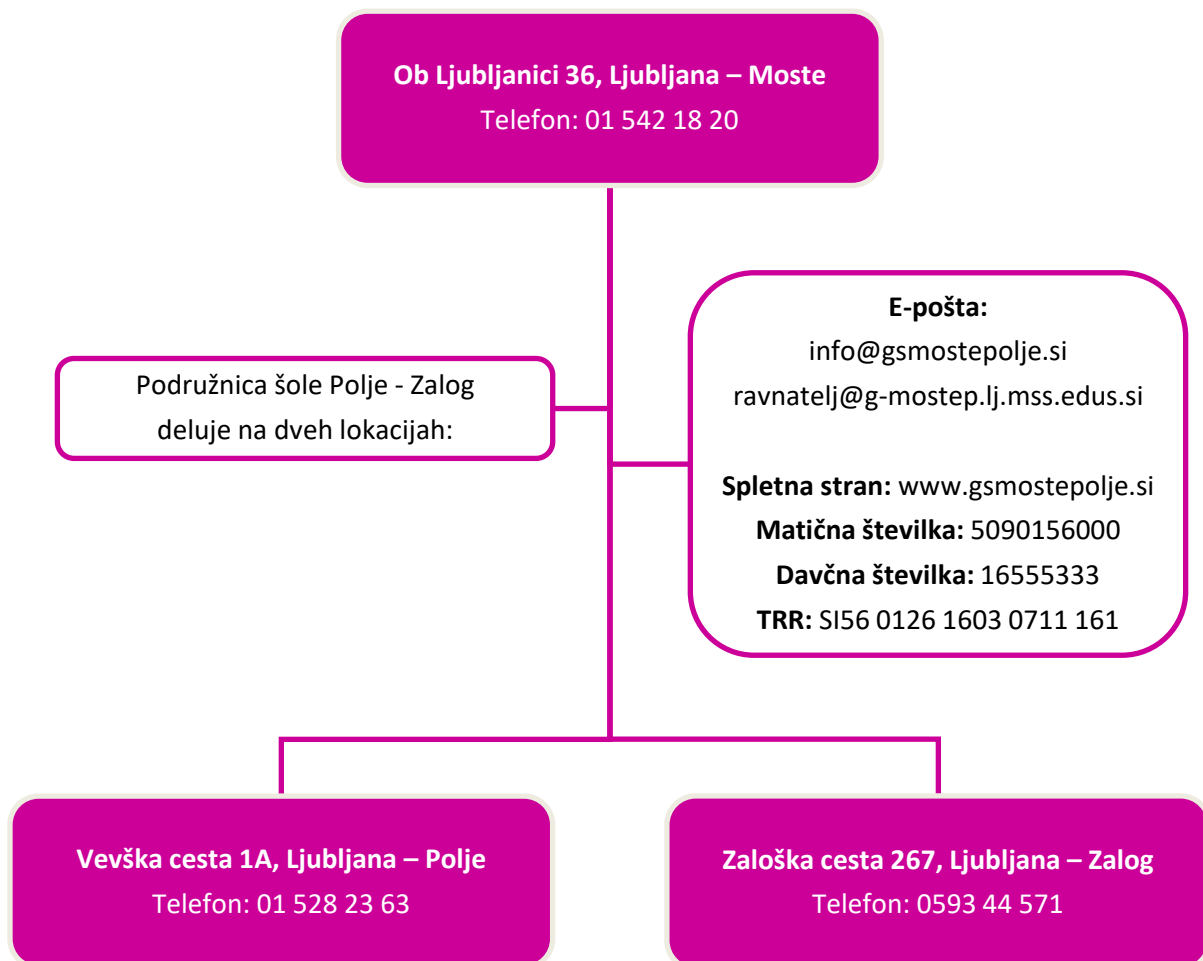 Ob Ljubljanici 36, Ljubljana – Moste
Telefon: 01 542 18 20
E-pošta:
info@gsmostepolje.si
ravnatelj@g-mostep.lj.mss.edus.si
Spletna stran: www.gsmostepolje.si
Matična številka: 5090156000
Davčna številka: 16555333
TRR: SI56 0126 1603 0711 161
Podružnica šole Polje - Zalog
deluje na dveh lokacijah:
Vevška cesta 1A, Ljubljana – Polje
Telefon: 01 528 23 63
Zaloška cesta 267, Ljubljana – Zalog
Telefon: 0593 44 571